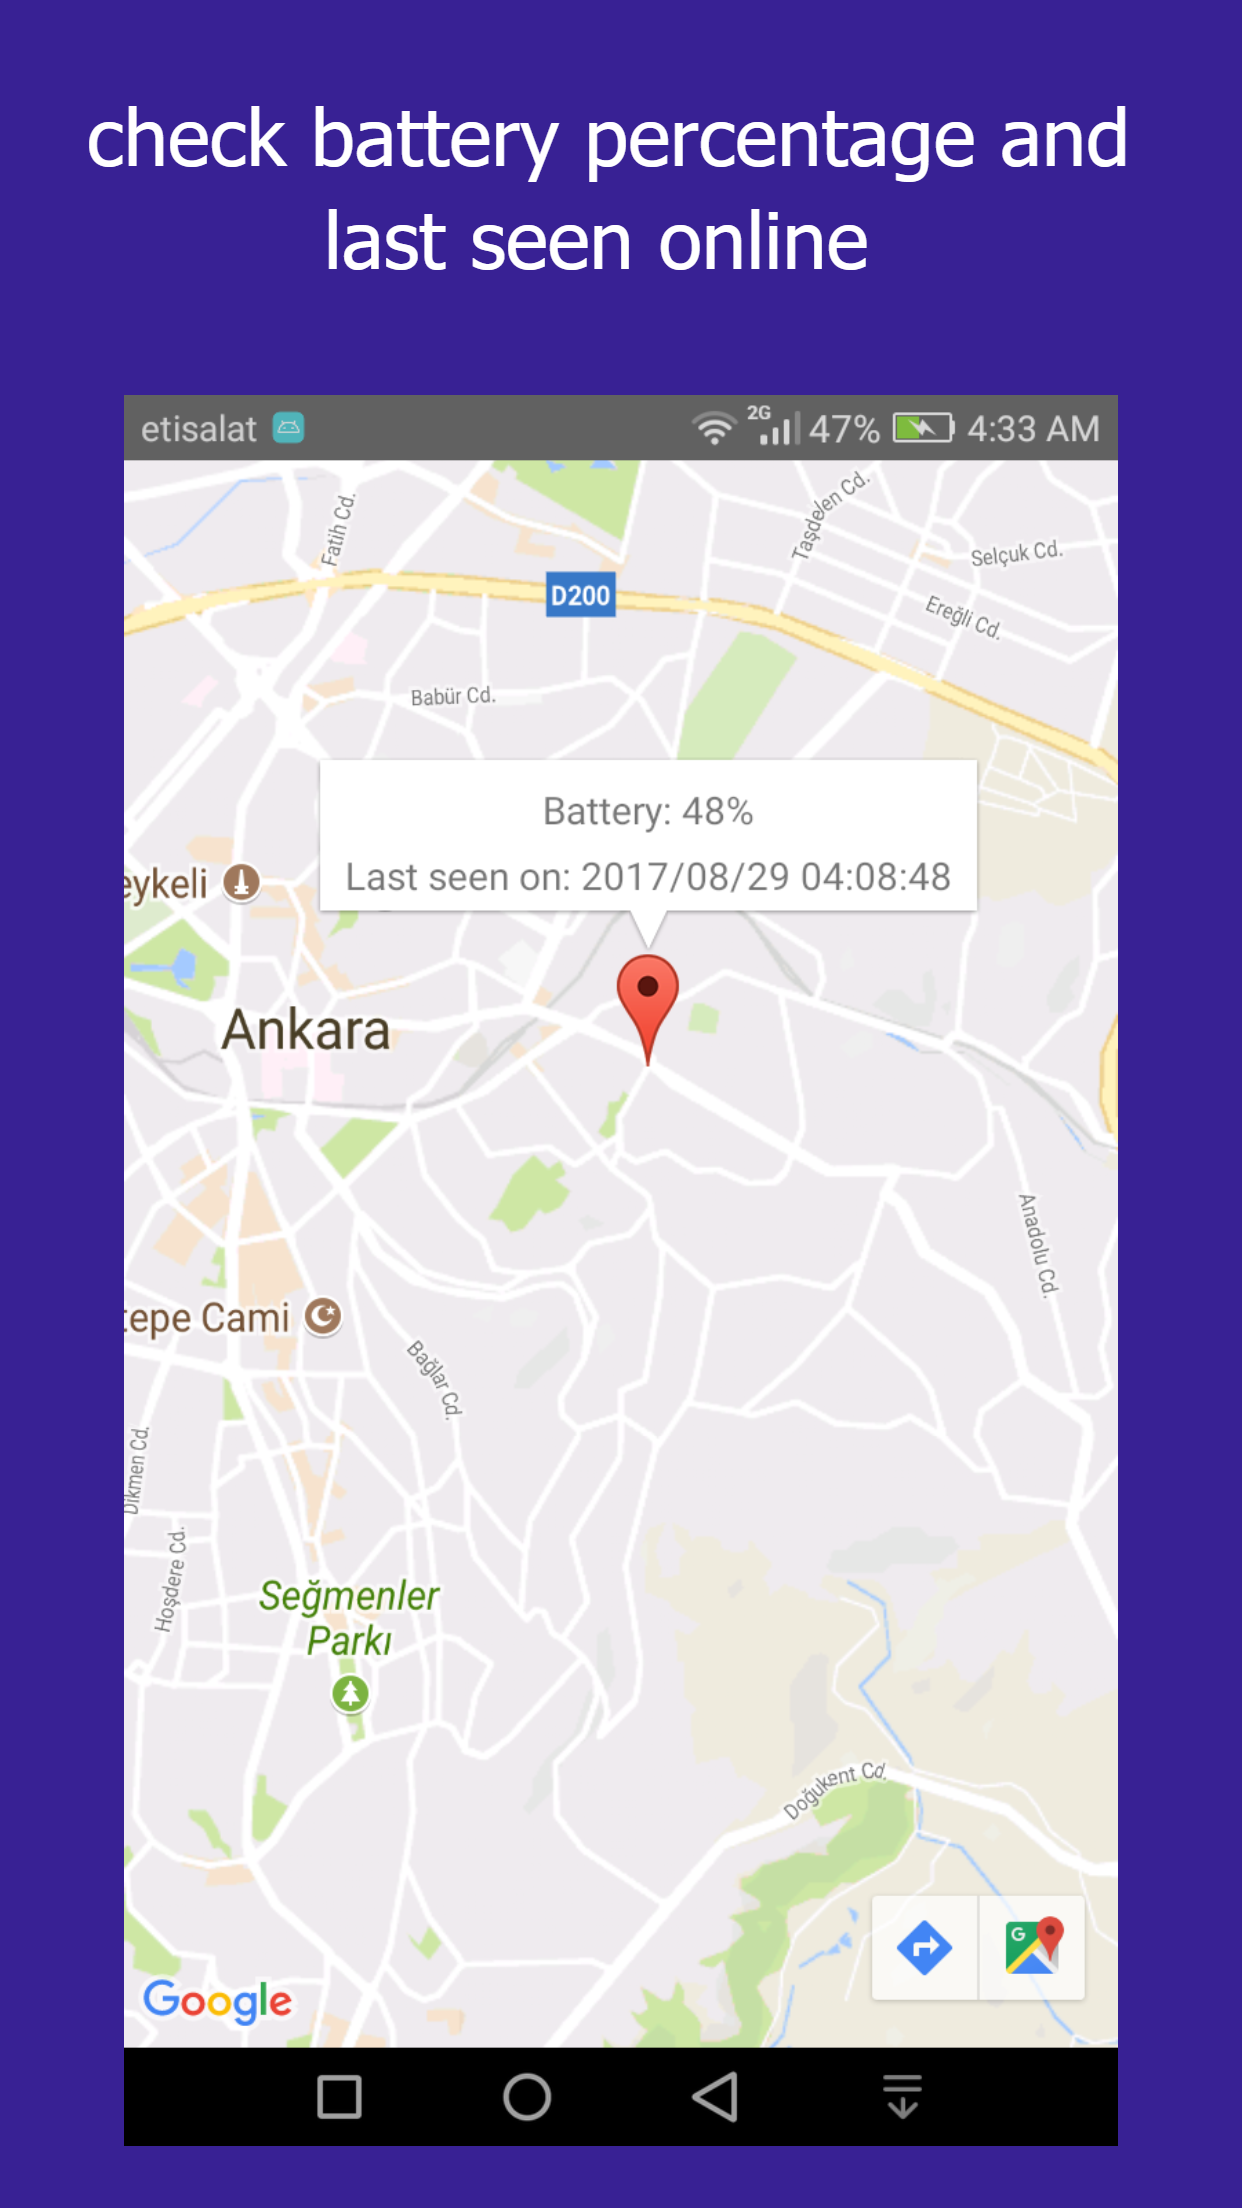 check battery percentage and
last seen online
etisalat 2G 47% 4:33 AM
Fatih Cd.
Taşdelen Cd.
Selçuk Cd.
D200
Ereğli Cd.
Babür Cd.
Battery: 48%
Last seen on: 2017/08/29 04:08:48
eykeli
Ankara
Anadolu Cd.
tepe Cami
Bağlar Cd.
Dikmen Cd.
Hoşdere Cd.
Seğmenler
Parkı
Doğukent Cd.
G
Google